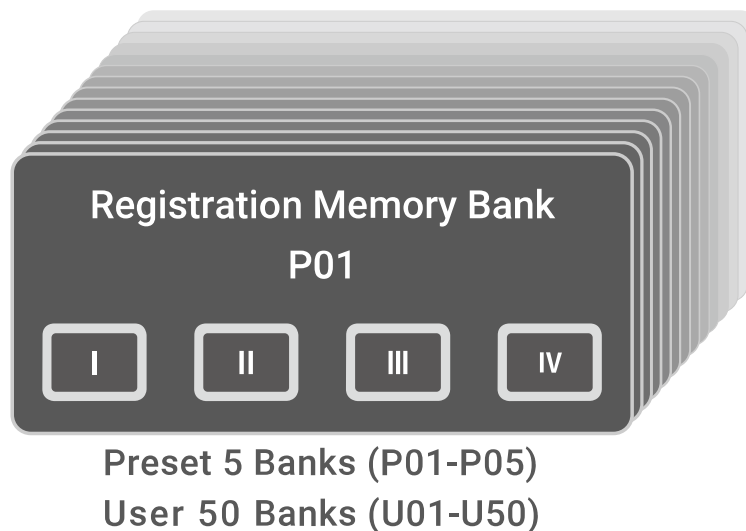 Registration Memory Bank
P01
I II III IV
Preset 5 Banks (P01-P05)
User 50 Banks (U01-U50)